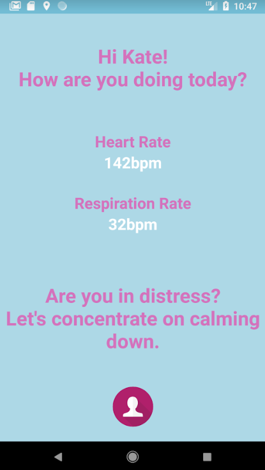 LTE 10:47
Hi Kate!
How are you doing today?
Heart Rate
142bpm
Respiration Rate
32bpm
Are you in distress?
Let's concentrate on calming
down.